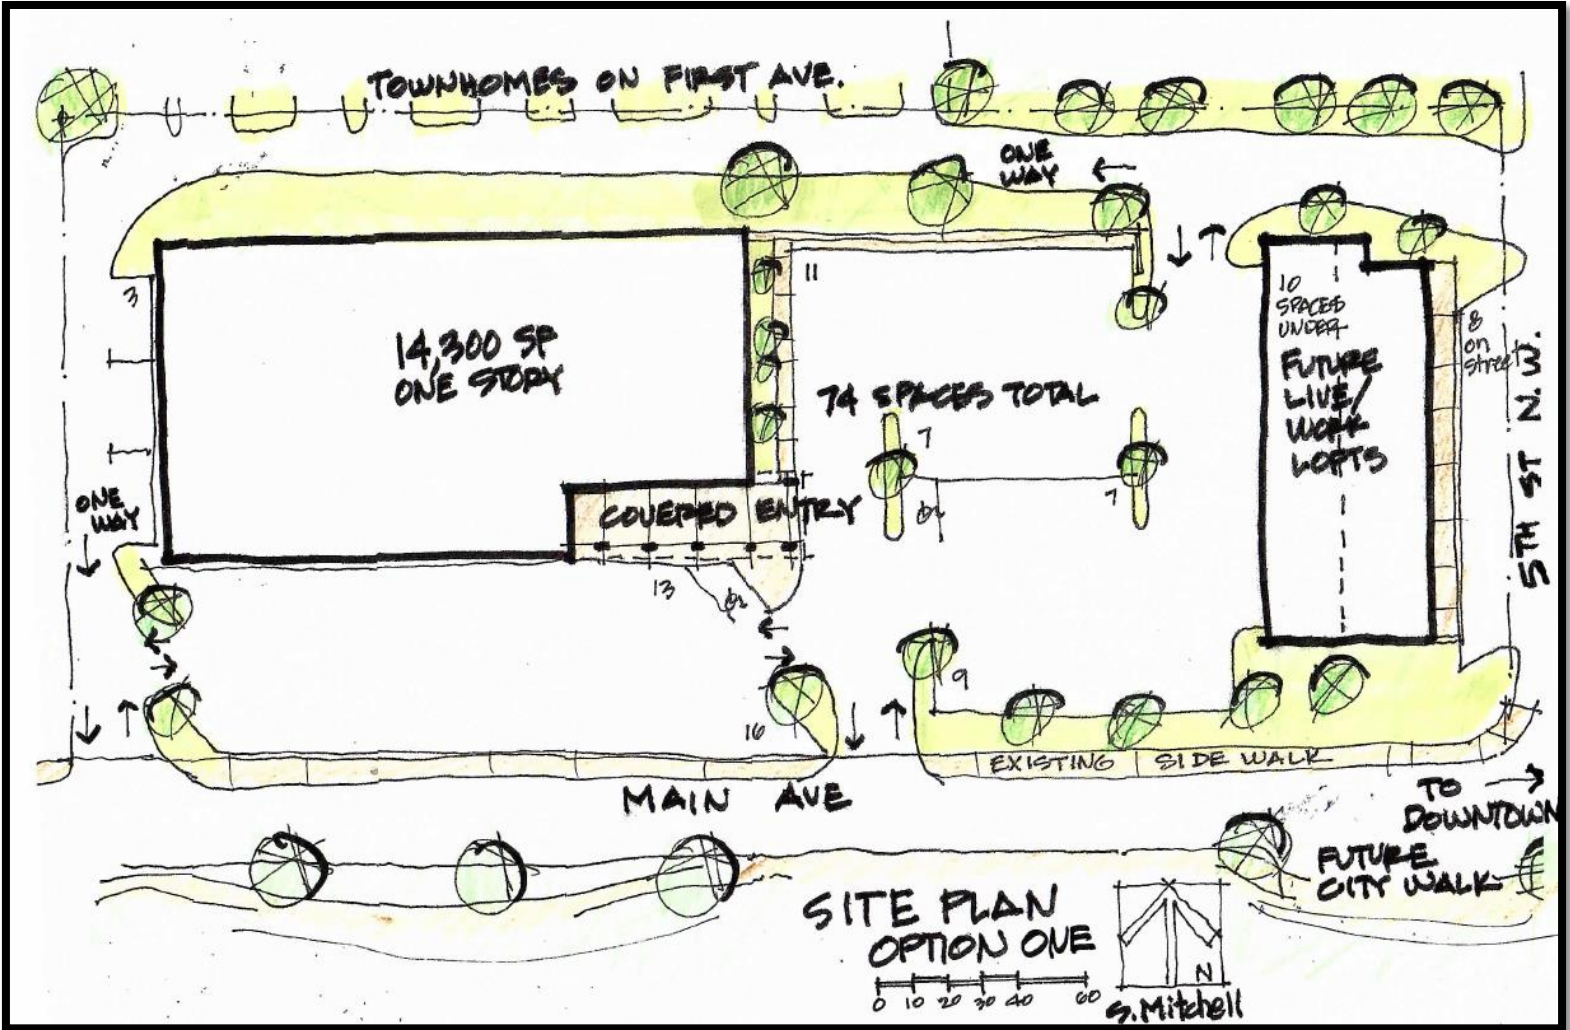 TOWNHOMES ON FIRST AVE.
ONE
WAY
3
11
14,300 SF
ONE STORY
10
SPACES
UNDER
FUTURE
LIVE/
WORK
LOFTS
8
on
street
5TH ST N.W.
74 SPACES TOTAL
7
7
ONE
WAY
COVERED ENTRY
13
9
16
EXISTING SIDE WALK
MAIN AVE
TO
DOWNTOWN
FUTURE
CITY WALK
SITE PLAN
OPTION ONE
0 10 20 30 40 60
N
S.Mitchell